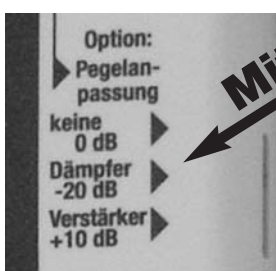 Option:
Pegelan-
passung
keine
0 dB
Dämpfer
-20 dB
Verstärker
+10 dB